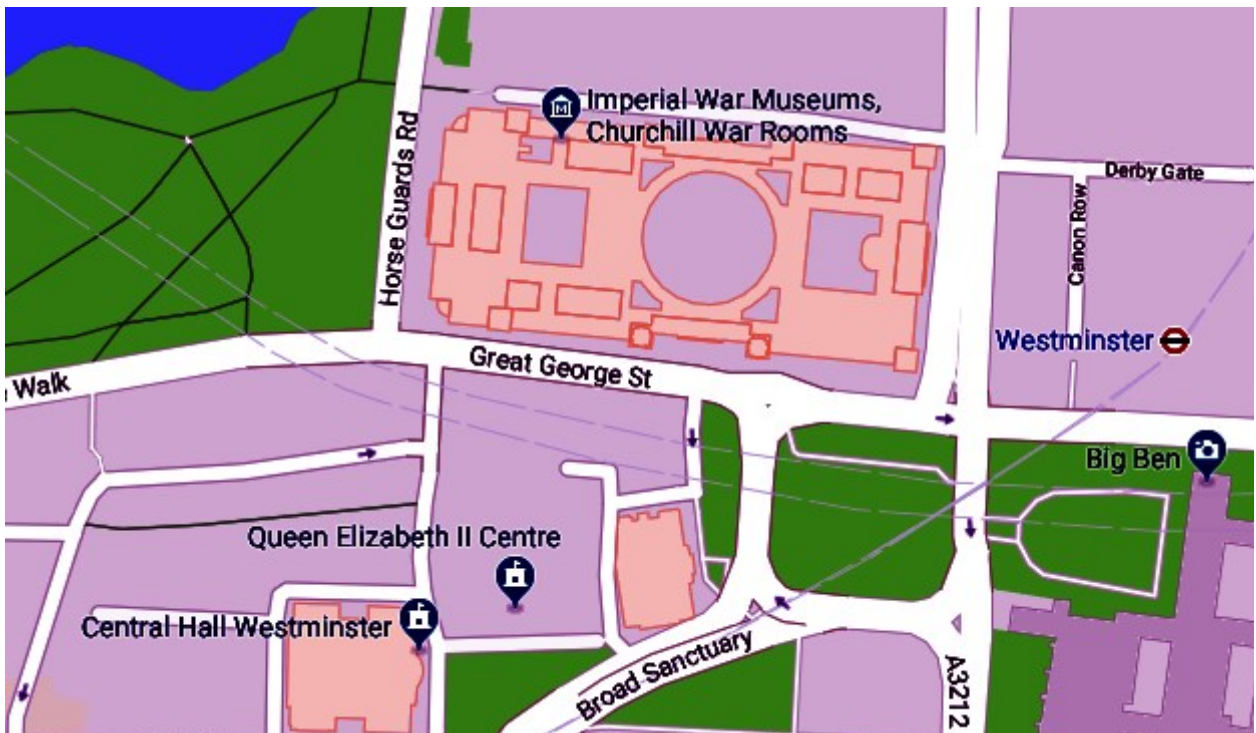 Imperial War Museums,
Churchill War Rooms
Horse Guards Rd
Derby Gate
Canon Row
Westminster
Great George St
Walk
Big Ben
Queen Elizabeth II Centre
Central Hall Westminster
Broad Sanctuary
A3212